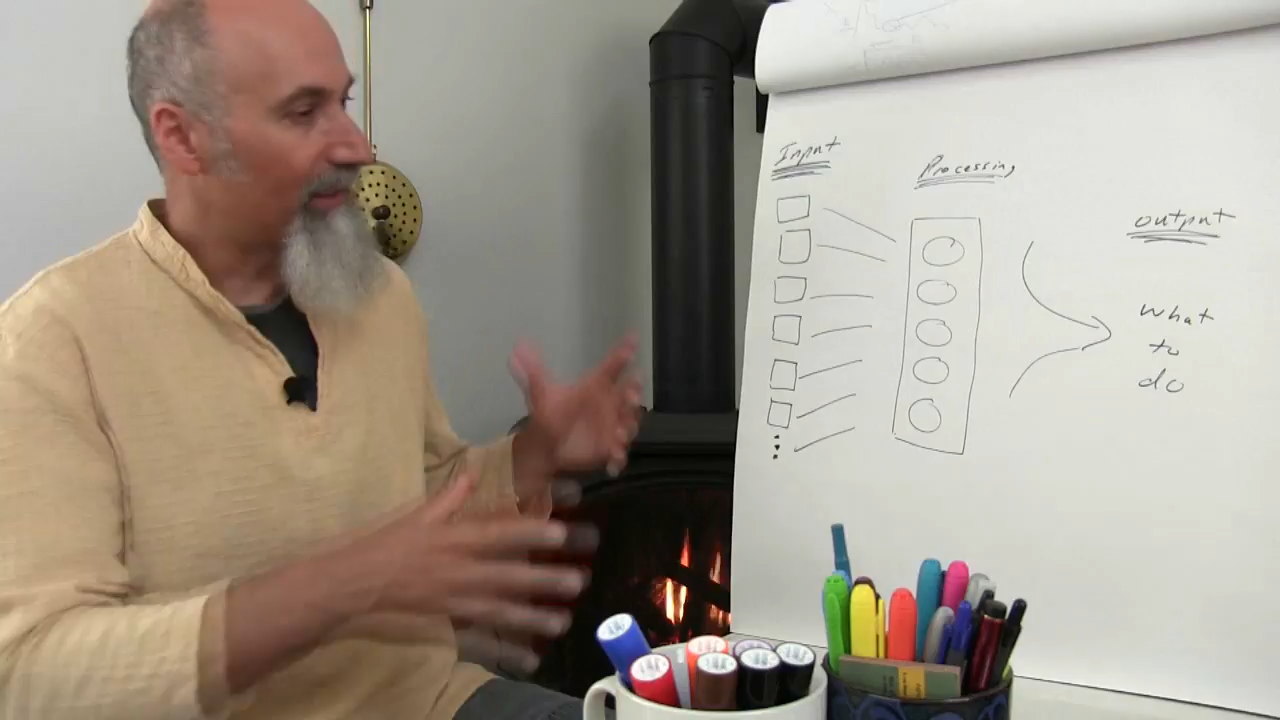 Input
Processing
output
what
to
do